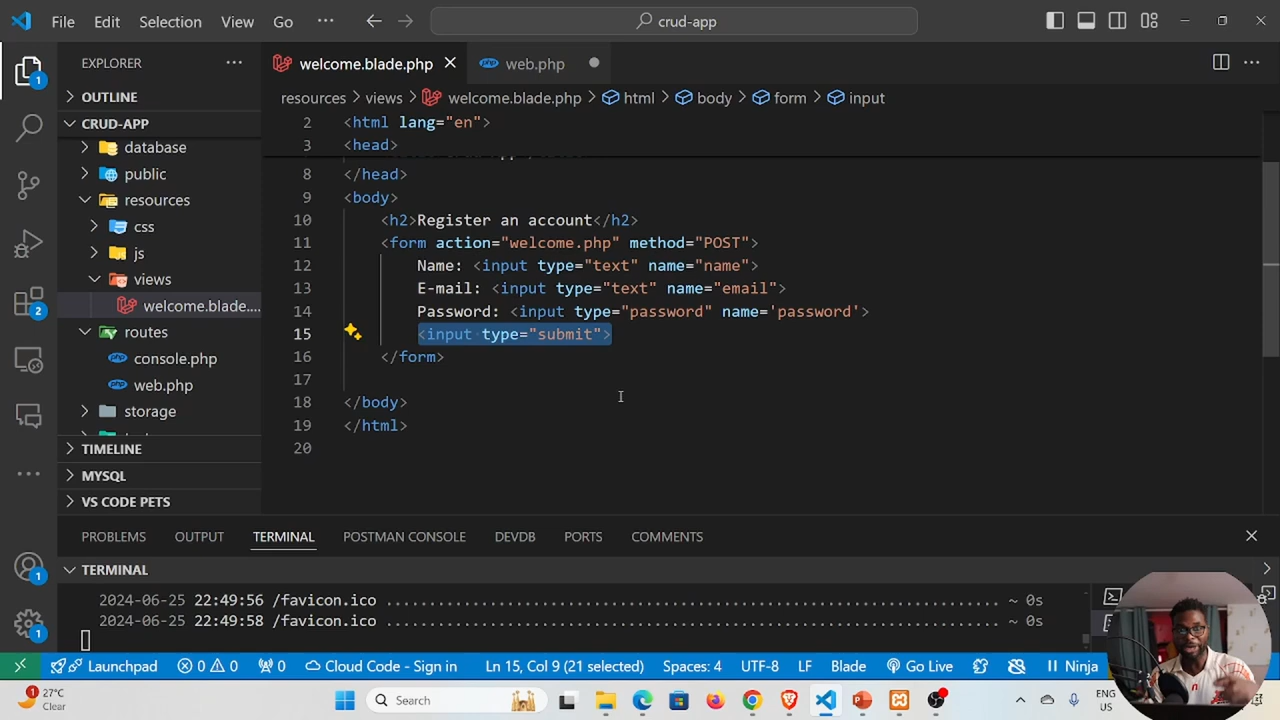 File Edit Selection View Go ··· crud-app
EXPLORER ··· welcome.blade.php web.php
OUTLINE
CRUD-APP
database
public
resources
css
js
views
welcome.blade....
routes
console.php
web.php
storage
TIMELINE
MYSQL
VS CODE PETS
resources > views > welcome.blade.php > html > body > form > input
2 <html lang="en">
3 <head>
8 </head>
9 <body>
10 <h2>Register an account</h2>
11 <form action="welcome.php" method="POST">
12 Name: <input type="text" name="name">
13 E-mail: <input type="text" name="email">
14 Password: <input type="password" name='password'>
15 <input type="submit">
16 </form>
17
18 </body>
19 </html>
20
PROBLEMS OUTPUT TERMINAL POSTMAN CONSOLE DEVDB PORTS COMMENTS
TERMINAL
2024-06-25 22:49:56 /favicon.ico ................................................... ~ 0s
2024-06-25 22:49:58 /favicon.ico ................................................... ~ 0s
1 2 1 1
Launchpad 0 0 0 Cloud Code - Sign in Ln 15, Col 9 (21 selected) Spaces: 4 UTF-8 LF Blade Go Live Ninja
1 27°C
Clear
Search
ENG
US